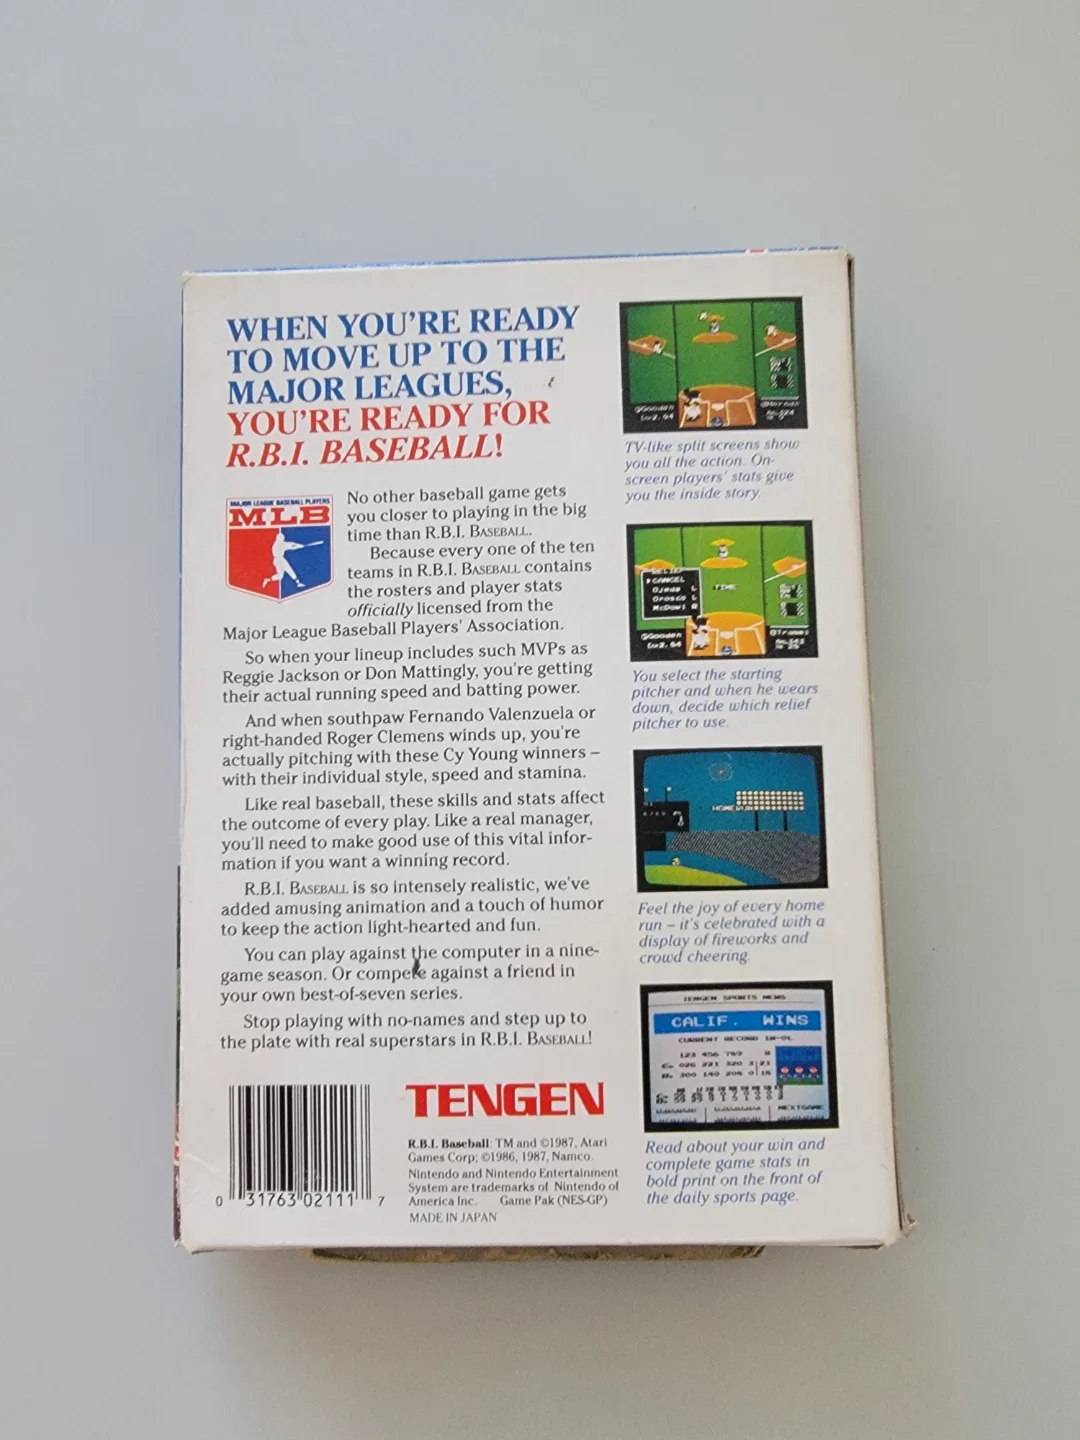 WHEN YOU'RE READY
TO MOVE UP TO THE
MAJOR LEAGUES,
YOU'RE READY FOR
R.B.I. BASEBALL!
MAJOR LEAGUE BASEBALL PLAYERS
MLB
No other baseball game gets
you closer to playing in the big
time than R.B.I. BASEBALL.
Because every one of the ten
teams in R.B.I. BASEBALL contains
the rosters and player stats
officially licensed from the
Major League Baseball Players' Association.
So when your lineup includes such MVPs as
Reggie Jackson or Don Mattingly, you're getting
their actual running speed and batting power.
And when southpaw Fernando Valenzuela or
right-handed Roger Clemens winds up, you're
actually pitching with these Cy Young winners –
with their individual style, speed and stamina.
Like real baseball, these skills and stats affect
the outcome of every play. Like a real manager,
you'll need to make good use of this vital infor-
mation if you want a winning record.
R.B.I. BASEBALL is so intensely realistic, we've
added amusing animation and a touch of humor
to keep the action light-hearted and fun.
You can play against the computer in a nine-
game season. Or compete against a friend in
your own best-of-seven series.
Stop playing with no-names and step up to
the plate with real superstars in R.B.I. BASEBALL!
0 31763 02111 7
TENGEN
R.B.I. Baseball: TM and ©1987, Atari
Games Corp; ©1986, 1987, Namco.
Nintendo and Nintendo Entertainment
System are trademarks of Nintendo of
America Inc. Game Pak (NES-GP)
MADE IN JAPAN
TV-like split screens show
you all the action. On-
screen players' stats give
you the inside story.
CANCEL
Ojeda L
Orosco L
McDowl R
TIME
You select the starting
pitcher and when he wears
down, decide which relief
pitcher to use.
HOMERUN
Feel the joy of every home
run – it's celebrated with a
display of fireworks and
crowd cheering.
TENGEN SPORTS NEWS
CALIF. WINS
CURRENT RECORD 1W-0L
123 456 789 R
NEXTGAME
Read about your win and
complete game stats in
bold print on the front of
the daily sports page.